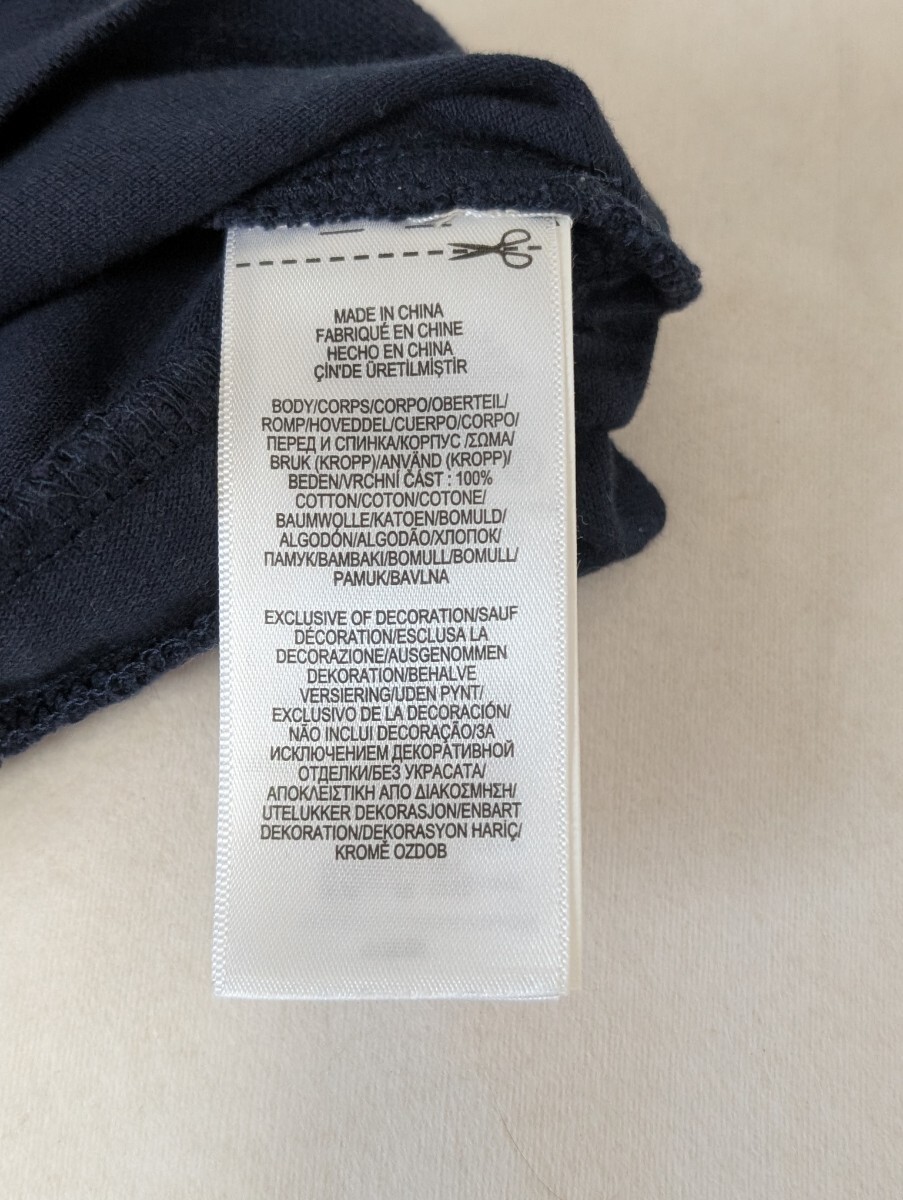 MADE IN CHINA
FABRIQUÉ EN CHINE
HECHO EN CHINA
ÇİN'DE ÜRETİLMİŞTİR
BODY/CORPS/CORPO/OBERTEIL/
ROMP/HOVEDDEL/CUERPO/CORPO/
ПЕРЕД И СПИНКА/КОРПУС /ΣΩΜΑ/
BRUK (KROPP)/ANVÄND (KROPP)/
BEDEN/VRCHNÍ ČÁST : 100%
COTTON/COTON/COTONE/
BAUMWOLLE/KATOEN/BOMULD/
ALGODÓN/ALGODÃO/ХЛОПОК/
ПАМУК/ΒΑΜΒΑΚΙ/BOMULL/BOMULL/
PAMUK/BAVLNA
EXCLUSIVE OF DECORATION/SAUF
DÉCORATION/ESCLUSA LA
DECORAZIONE/AUSGENOMMEN
DEKORATION/BEHALVE
VERSIERING/UDEN PYNT/
EXCLUSIVO DE LA DECORACIÓN/
NÃO INCLUI DECORAÇÃO/ЗА
ИСКЛЮЧЕНИЕМ ДЕКОРАТИВНОЙ
ОТДЕЛКИ/БЕЗ УКРАСАТА/
ΑΠΟΚΛΕΙΣΤΙΚΗ ΑΠΟ ΔΙΑΚΟΣΜΗΣΗ/
UTELUKKER DEKORASJON/ENBART
DEKORATION/DEKORASYON HARİÇ/
KROMĚ OZDOB